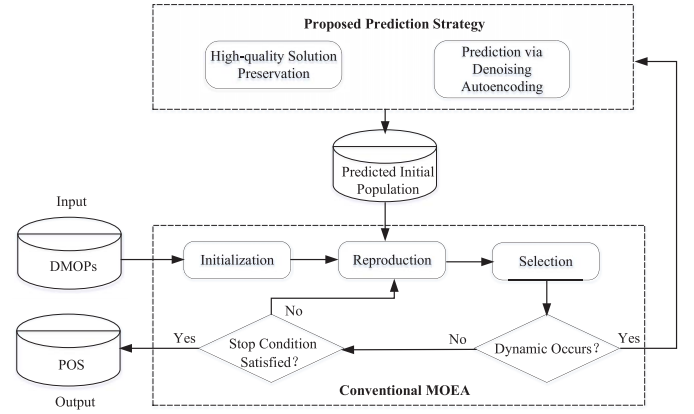 Proposed Prediction Strategy
High-quality Solution
Preservation
Prediction via
Denoising
Autoencoding
Predicted Initial
Population
Input
DMOPs
Initialization
Reproduction
Selection
No
Yes
Stop Condition
Satisfied?
No
Dynamic Occurs?
Yes
POS
Output
Conventional MOEA